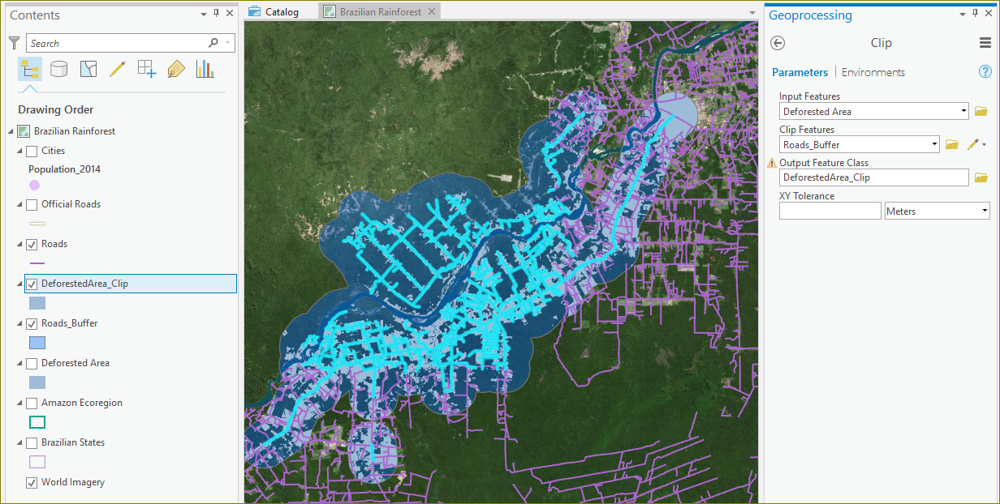 Contents
Search
Drawing Order
Brazilian Rainforest
Cities
Population_2014
Official Roads
Roads
DeforestedArea_Clip
Roads_Buffer
Deforested Area
Amazon Ecoregion
Brazilian States
World Imagery
Catalog
Brazilian Rainforest
Geoprocessing
Clip
Parameters
Environments
?
Input Features
Deforested Area
Clip Features
Roads_Buffer
Output Feature Class
DeforestedArea_Clip
XY Tolerance
Meters